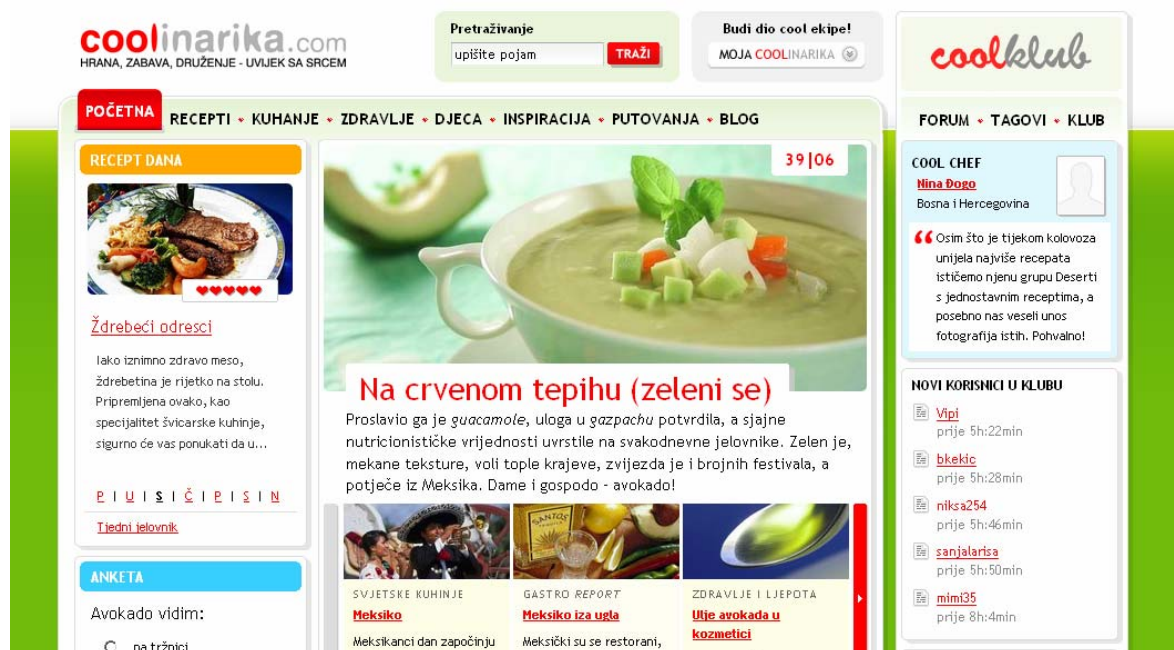 coolinarika.com
HRANA, ZABAVA, DRUŽENJE - UVIJEK SA SRCEM
Pretraživanje
upišite pojam
TRAŽI
Budi dio cool ekipe!
MOJA COOLINARIKA
coolklub
POČETNA
RECEPTI • KUHANJE • ZDRAVLJE • DJECA • INSPIRACIJA • PUTOVANJA • BLOG
FORUM • TAGOVI • KLUB
RECEPT DANA
Ždrebeći odresci
Iako iznimno zdravo meso,
ždrebetina je rijetko na stolu.
Pripremljena ovako, kao
specijalitet švicarske kuhinje,
sigurno će vas ponukati da u...
P | U | S | Č | P | S | N
Tjedni jelovnik
ANKETA
Avokado vidim:
na tržnici
39|06
Na crvenom tepihu (zeleni se)
Proslavio ga je guacamole, uloga u gazpachu potvrdila, a sjajne
nutricionističke vrijednosti uvrstile na svakodnevne jelovnike. Zelen je,
mekane teksture, voli tople krajeve, zvijezda je i brojnih festivala, a
potječe iz Meksika. Dame i gospodo - avokado!
SANTOS
SVJETSKE KUHINJE
Meksiko
Meksikanci dan započinju
GASTRO REPORT
Meksiko iza ugla
Meksički su se restorani,
ZDRAVLJE I LJEPOTA
Ulje avokada u
kozmetici
COOL CHEF
Nina Đogo
Bosna i Hercegovina
“ Osim što je tijekom kolovoza
unijela najviše recepata
ističemo njenu grupu Deserti
s jednostavnim receptima, a
posebno nas veseli unos
fotografija istih. Pohvalno!
NOVI KORISNICI U KLUBU
Vipi
prije 5h:22min
bkekic
prije 5h:28min
niksa254
prije 5h:46min
sanjalarisa
prije 5h:50min
mimi35
prije 8h:4min